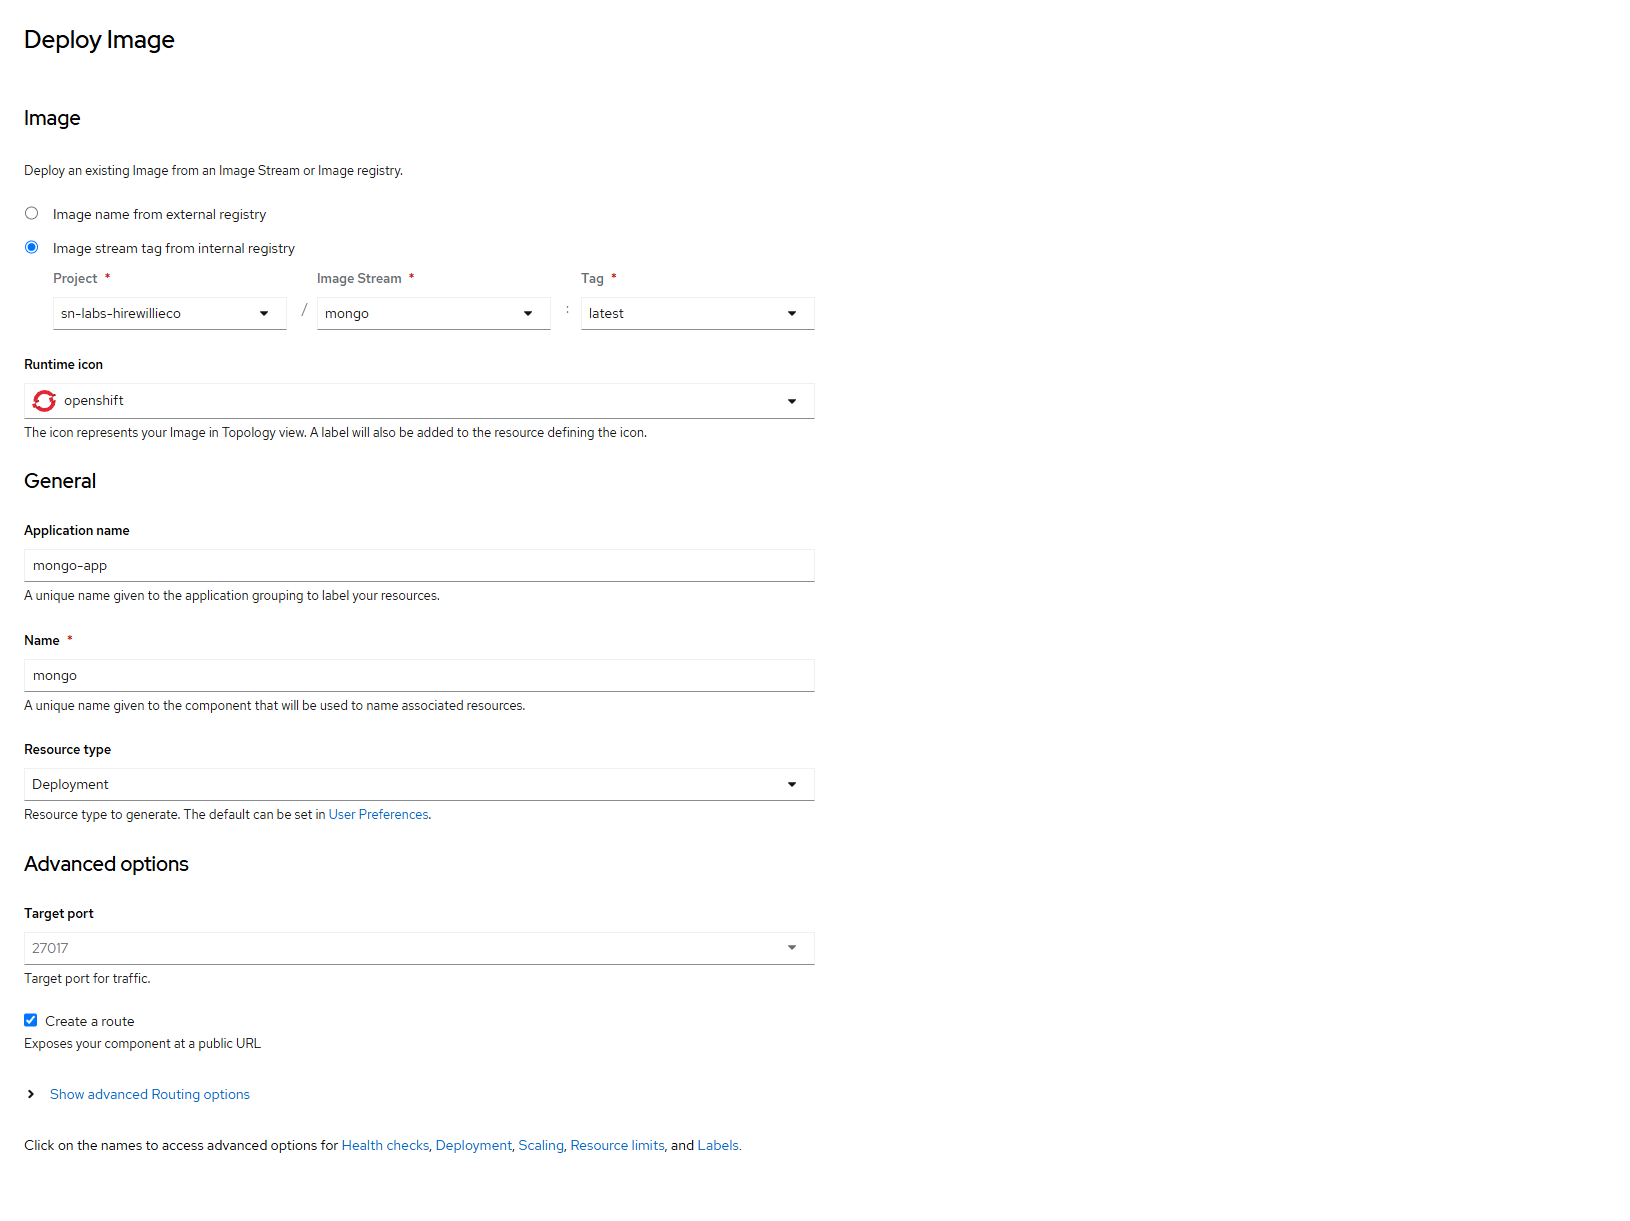 Deploy Image
Image
Deploy an existing Image from an Image Stream or Image registry.
Image name from external registry
Image stream tag from internal registry
Project * Image Stream * Tag *
sn-labs-hirewillieco / mongo : latest
Runtime icon
openshift
The icon represents your Image in Topology view. A label will also be added to the resource defining the icon.
General
Application name
mongo-app
A unique name given to the application grouping to label your resources.
Name *
mongo
A unique name given to the component that will be used to name associated resources.
Resource type
Deployment
Resource type to generate. The default can be set in User Preferences.
Advanced options
Target port
27017
Target port for traffic.
Create a route
Exposes your component at a public URL
Show advanced Routing options
Click on the names to access advanced options for Health checks, Deployment, Scaling, Resource limits, and Labels.